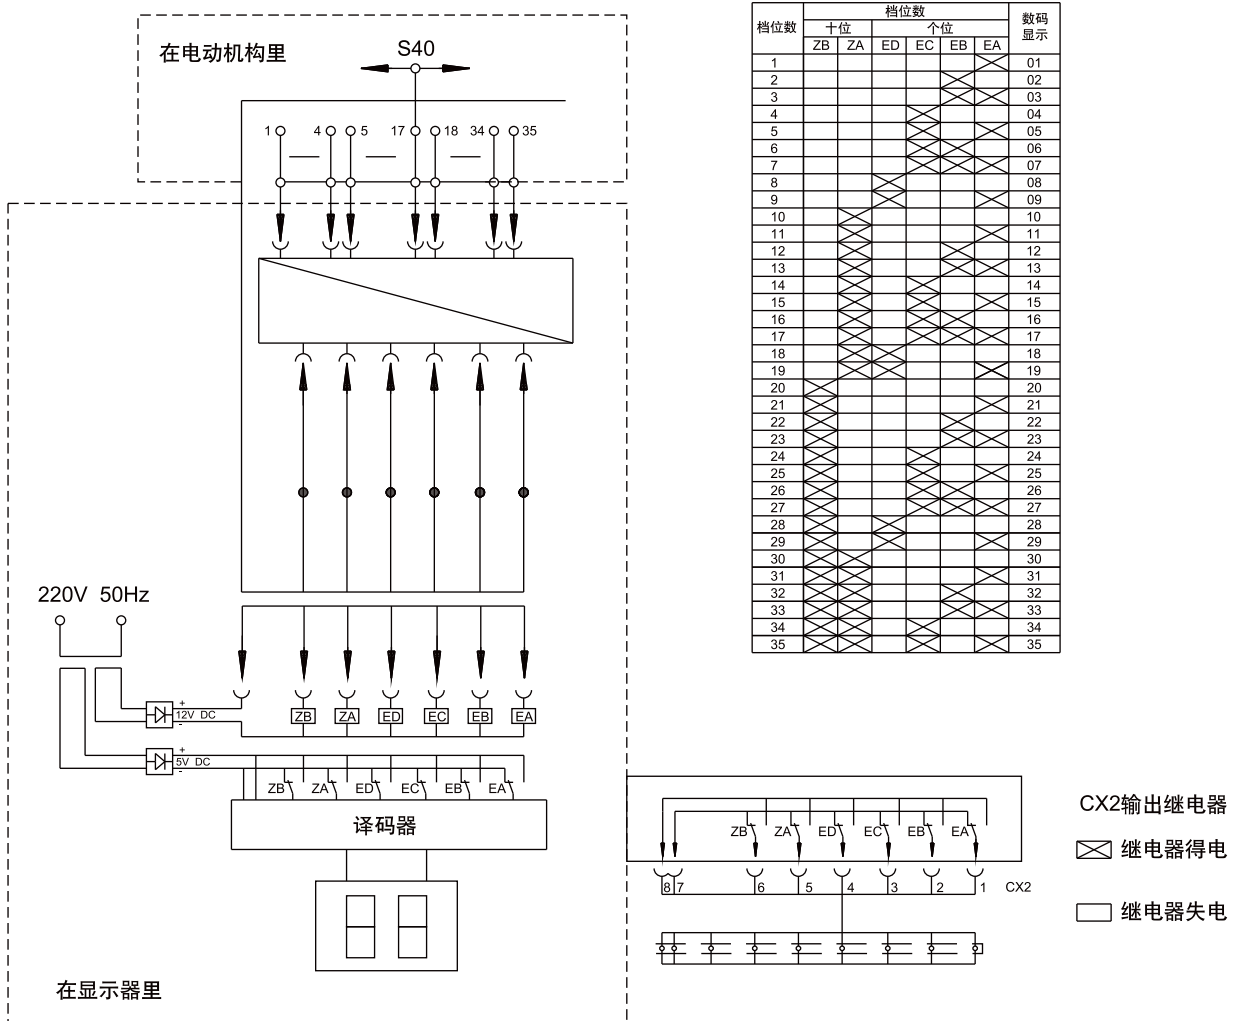 在电动机构里
S40
1 4 5 17 18 34 35
220V 50Hz
+
12V DC
-
+
5V DC
-
ZB ZA ED EC EB EA
ZB ZA ED EC EB EA
译码器
在显示器里
档位数 档位数 数码显示
十位 个位
ZB ZA ED EC EB EA
1 01
2 02
3 03
4 04
5 05
6 06
7 07
8 08
9 09
10 10
11 11
12 12
13 13
14 14
15 15
16 16
17 17
18 18
19 19
20 20
21 21
22 22
23 23
24 24
25 25
26 26
27 27
28 28
29 29
30 30
31 31
32 32
33 33
34 34
35 35
ZB ZA ED EC EB EA
8 7 6 5 4 3 2 1 CX2
CX2输出继电器
继电器得电
继电器失电